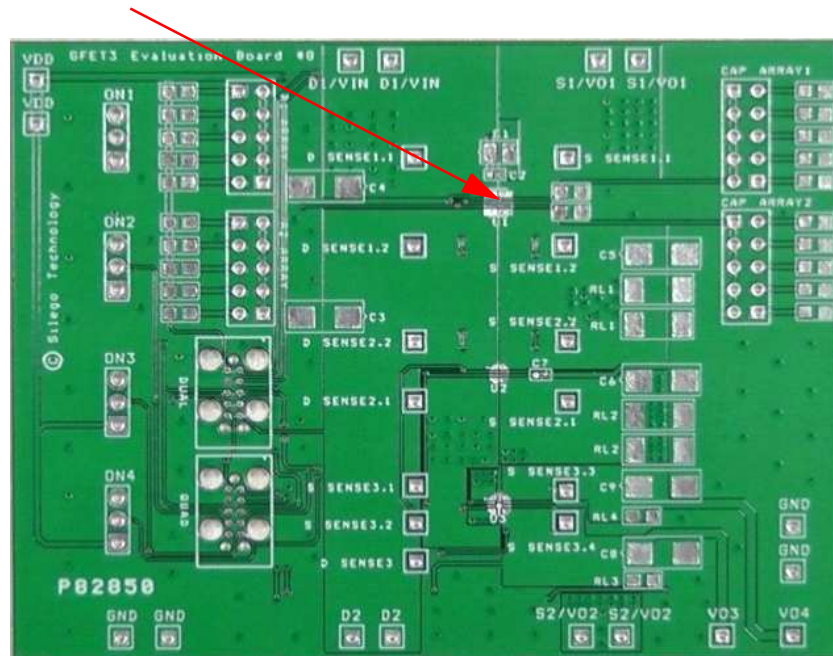 GFET3 Evaluation Board
VDD
VDD
ON1
D1/VIN D1/VIN
S1/VO1 S1/VO1
CAP ARRAY1
D SENSE1.1
C2
S SENSE1.1
C4
CAP ARRAY2
ON2
D SENSE1.2
S SENSE1.2
C5
RL1
RL1
C3
S SENSE2.2
D SENSE2.2
© Silego Technology
ON3
DUAL
C7
C6
D SENSE2.1
S SENSE2.1
RL2
RL2
ON4
QUAD
S SENSE3.1
S SENSE3.3
C9
GND
S SENSE3.2
U3
RL4
S SENSE3.4
D SENSE3
C8
GND
RL3
P82850
GND GND
D2 D2
S2/VO2 S2/VO2
VO3
VO4